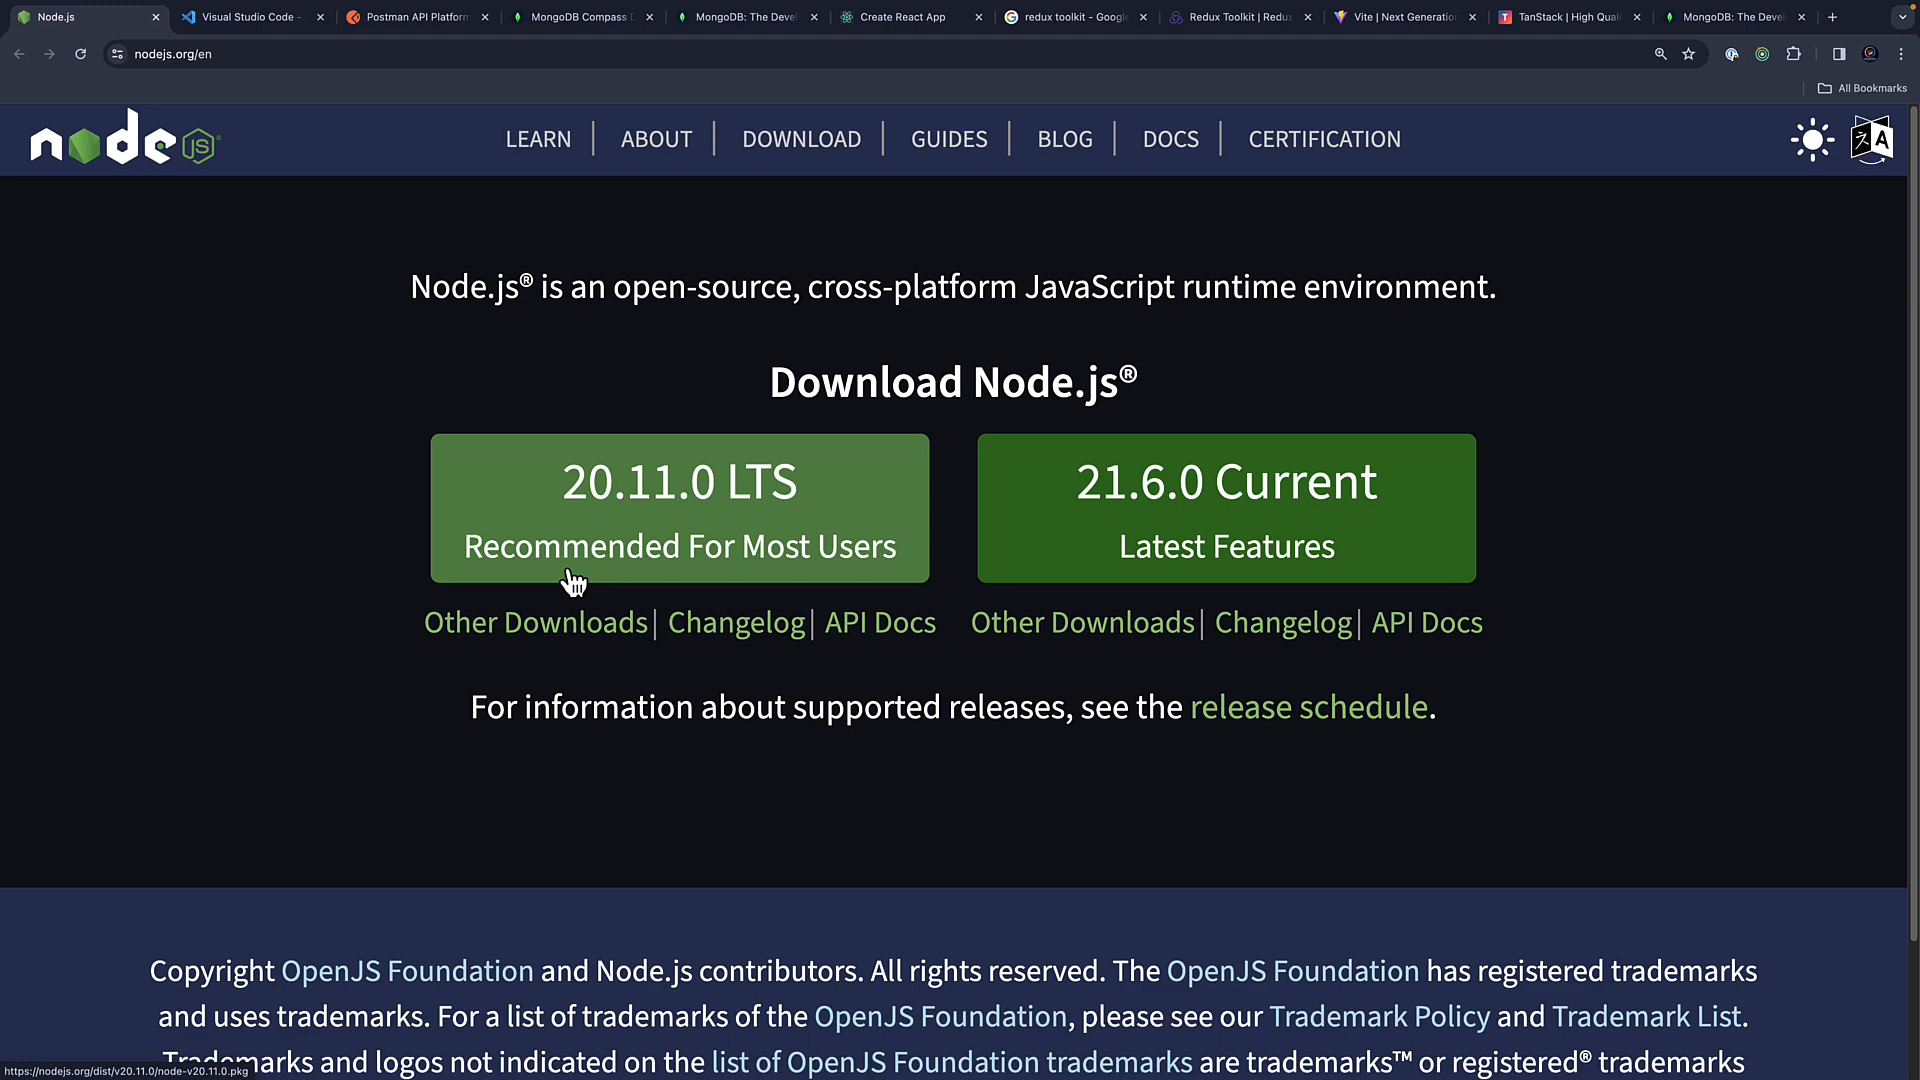 Node.js
Visual Studio Code -
Postman API Platform
MongoDB Compass D
MongoDB: The Devel
Create React App
redux toolkit - Google
Redux Toolkit | Redux
Vite | Next Generation
TanStack | High Quali
MongoDB: The Devel
nodejs.org/en
All Bookmarks
node JS
LEARN | ABOUT | DOWNLOAD | GUIDES | BLOG | DOCS | CERTIFICATION
Node.js® is an open-source, cross-platform JavaScript runtime environment.
Download Node.js®
20.11.0 LTS
Recommended For Most Users
21.6.0 Current
Latest Features
Other Downloads | Changelog | API Docs
Other Downloads | Changelog | API Docs
For information about supported releases, see the release schedule.
Copyright OpenJS Foundation and Node.js contributors. All rights reserved. The OpenJS Foundation has registered trademarks
and uses trademarks. For a list of trademarks of the OpenJS Foundation, please see our Trademark Policy and Trademark List.
Trademarks and logos not indicated on the list of OpenJS Foundation trademarks are trademarks™ or registered® trademarks
https://nodejs.org/dist/v20.11.0/node-v20.11.0.pkg